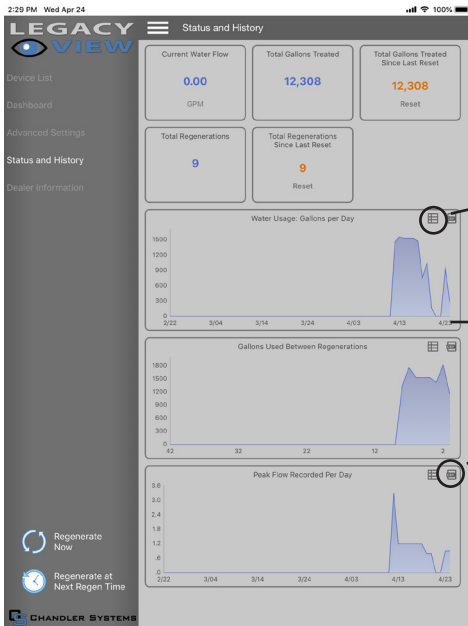 2:29 PM Wed Apr 24
100%
LEGACY
VIEW
Device List
Dashboard
Advanced Settings
Status and History
Dealer Information
Regenerate
Now
Regenerate at
Next Regen Time
CHANDLER SYSTEMS
Status and History
Current Water Flow
0.00
GPM
Total Gallons Treated
12,308
Total Gallons Treated
Since Last Reset
12,308
Reset
Total Regenerations
9
Total Regenerations
Since Last Reset
9
Reset
Water Usage: Gallons per Day
1500
1200
900
600
300
0
2/22 3/04 3/14 3/24 4/03 4/13 4/23
Gallons Used Between Regenerations
1800
1500
1200
900
600
300
0
42 32 22 12 2
Peak Flow Recorded Per Day
3.6
3.0
2.4
1.8
1.2
.6
.0
2/22 3/04 3/14 3/24 4/03 4/13 4/23